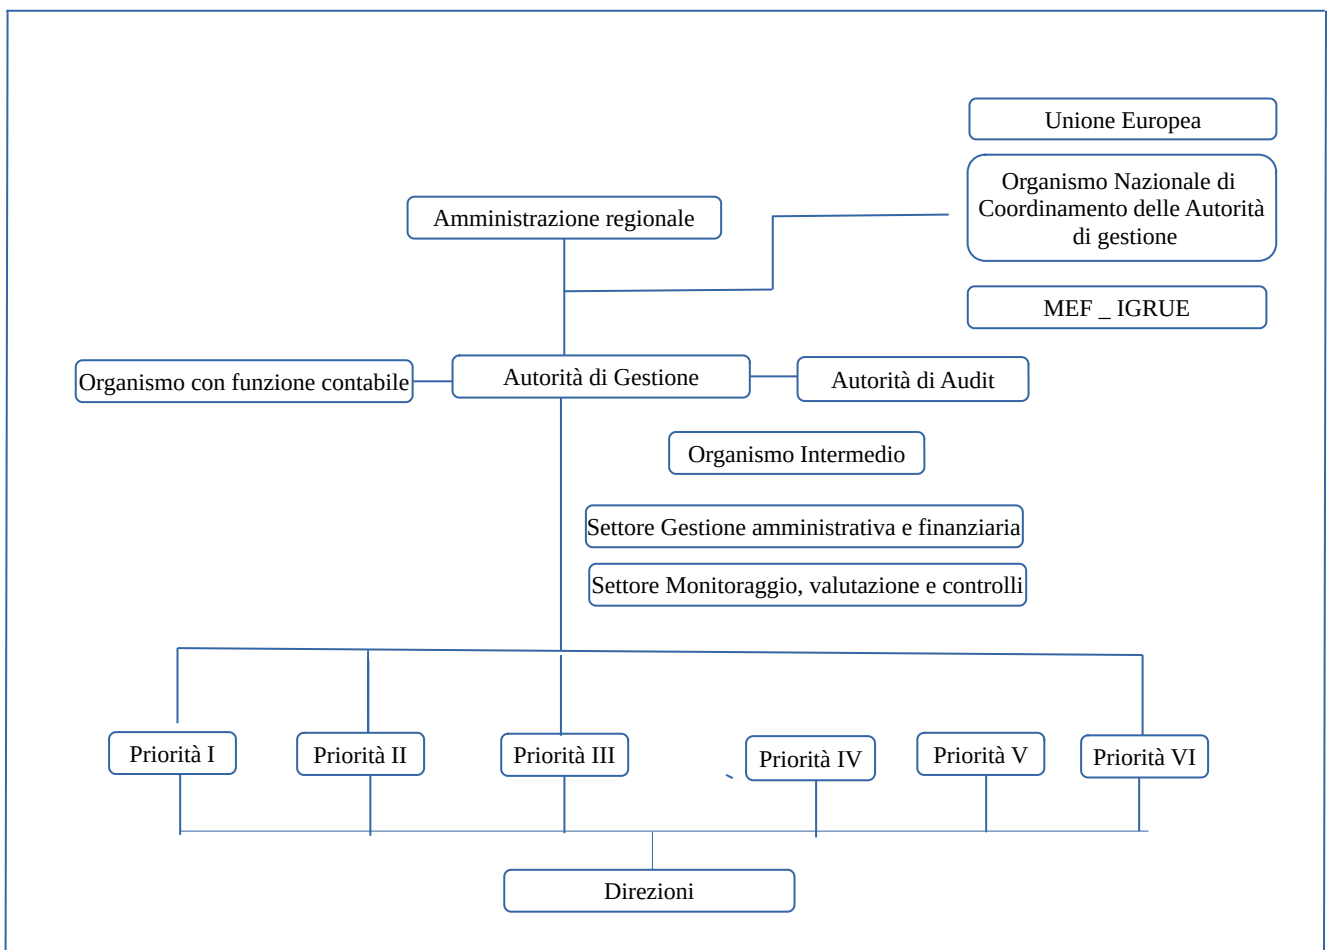 Unione Europea
Organismo Nazionale di
Coordinamento delle Autorità
di gestione
Amministrazione regionale
MEF _ IGRUE
Organismo con funzione contabile
Autorità di Gestione
Autorità di Audit
Organismo Intermedio
Settore Gestione amministrativa e finanziaria
Settore Monitoraggio, valutazione e controlli
Priorità I
Priorità II
Priorità III
Priorità IV
Priorità V
Priorità VI
Direzioni